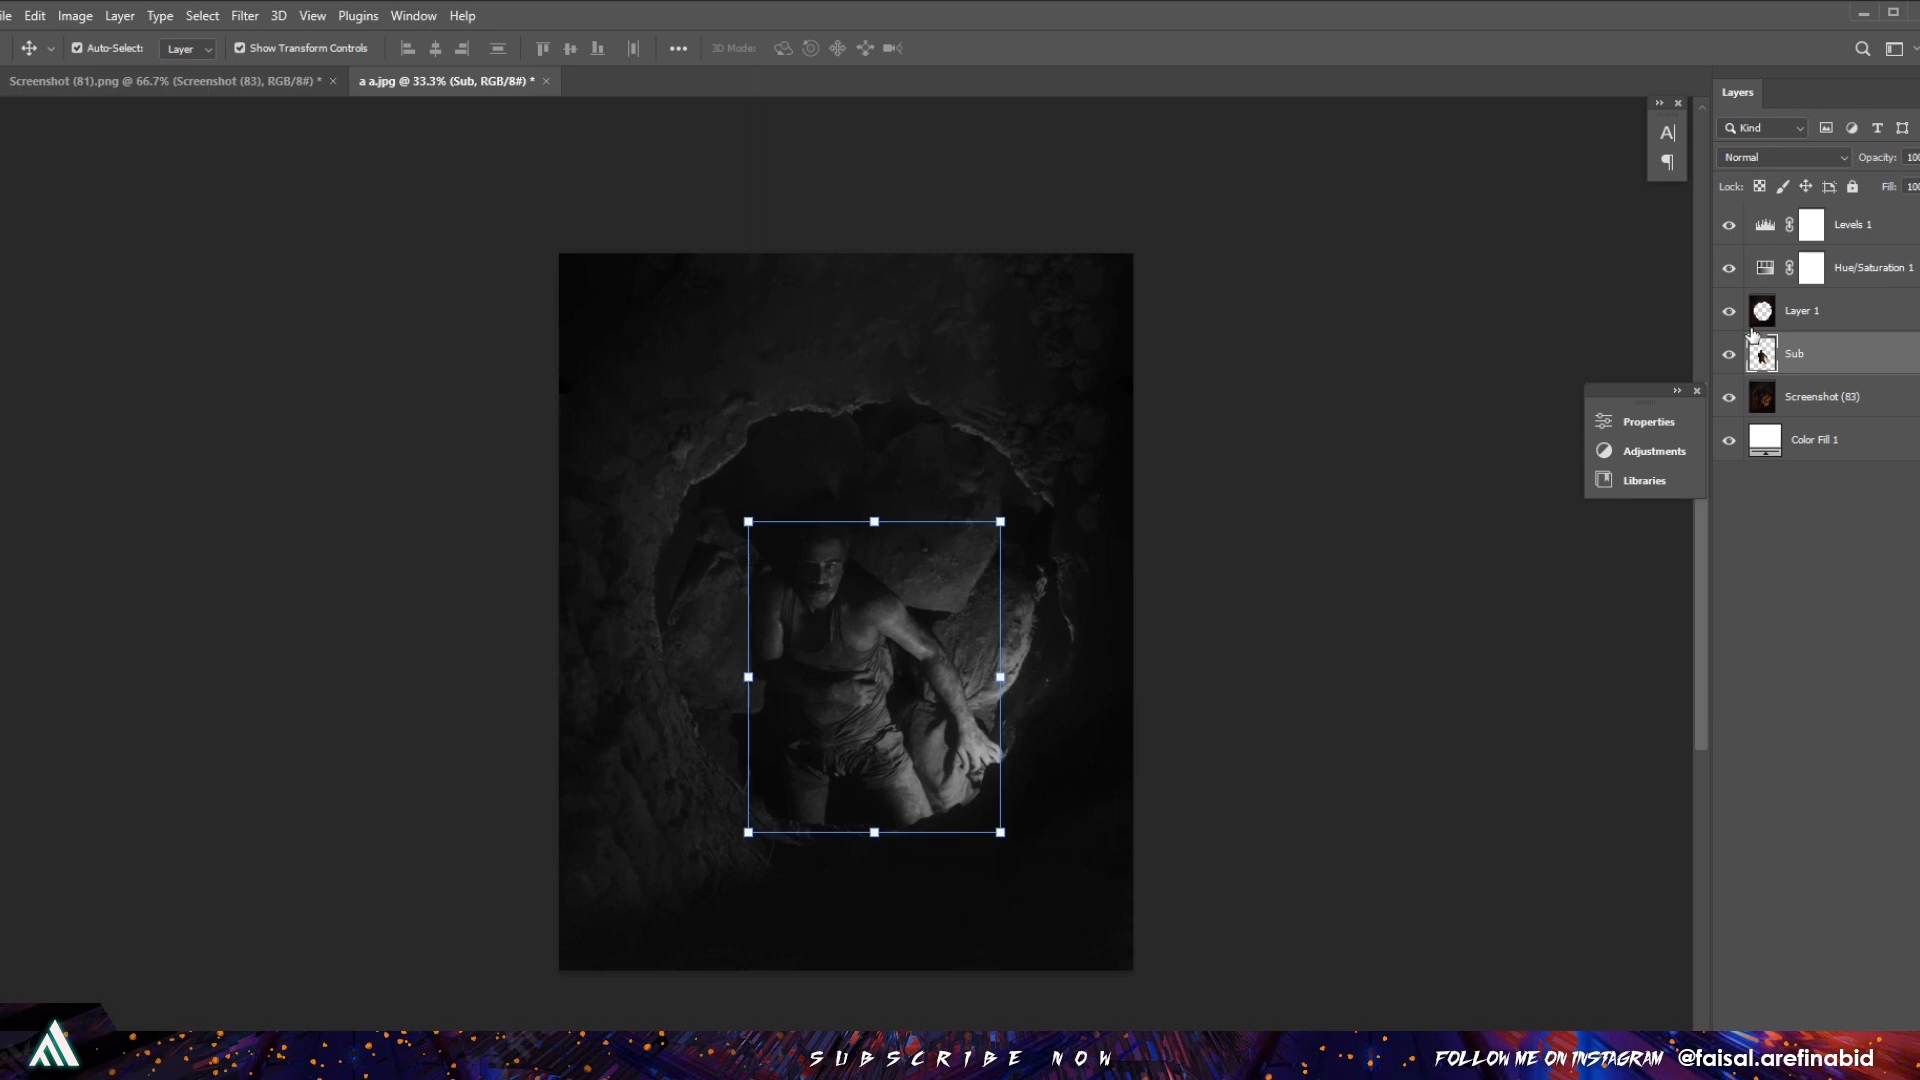 ile Edit Image Layer Type Select Filter 3D View Plugins Window Help
Auto-Select: Layer Show Transform Controls 3D Mode:
Screenshot (81).png @ 66.7% (Screenshot (83), RGB/8#) * × a a.jpg @ 33.3% (Sub, RGB/8#) * ×
Layers
Kind
Normal Opacity: 100
Lock: Fill: 100
Levels 1
Hue/Saturation 1
Layer 1
Sub
Screenshot (83)
Color Fill 1
Properties
Adjustments
Libraries
SUBSCRIBE NOW
FOLLOW ME ON INSTAGRAM @faisal.arefinabid